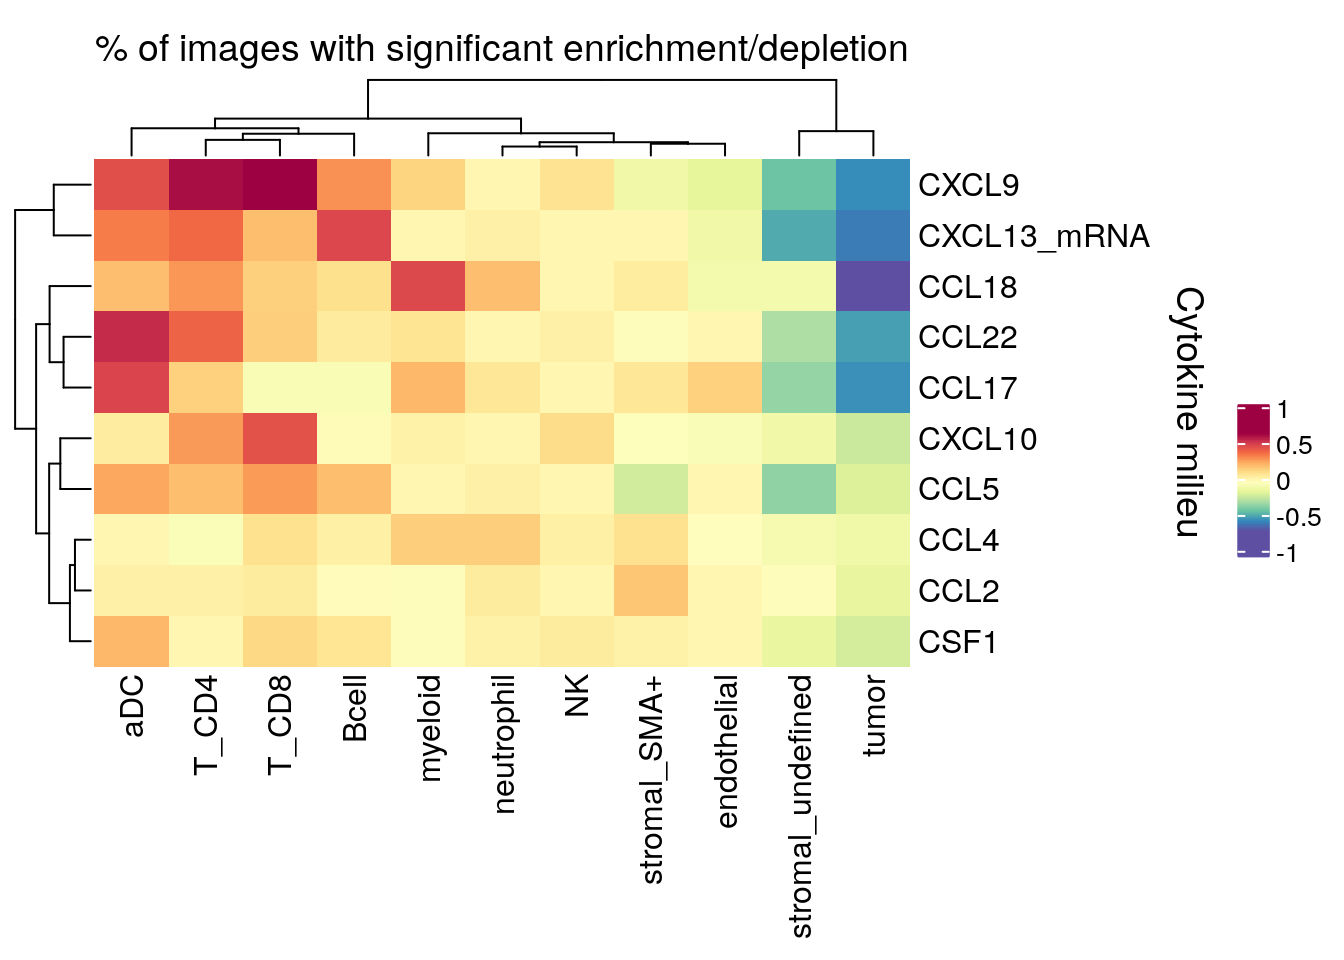 % of images with significant enrichment/depletion
CXCL9
CXCL13_mRNA
CCL18
CCL22
CCL17
CXCL10
CCL5
CCL4
CCL2
CSF1
Cytokine milieu
1
0.5
0
-0.5
-1
aDC
T_CD4
T_CD8
Bcell
myeloid
neutrophil
NK
stromal_SMA+
endothelial
stromal_undefined
tumor